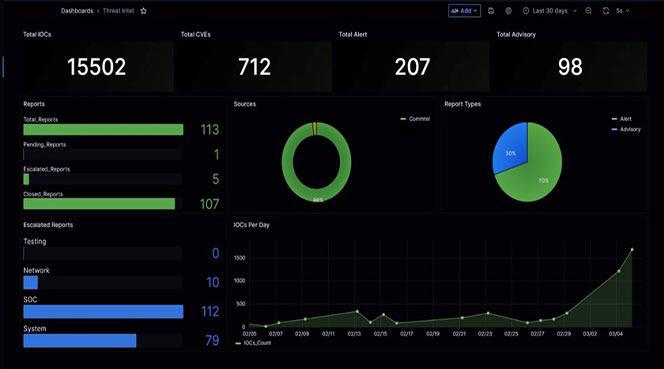 Dashboards › Threat Intel
Add
Last 30 days
5s
Total IOCs
Total CVEs
Total Alert
Total Advisory
15502
712
207
98
Reports
Total_Reports
113
Pending_Reports
1
Escalated_Reports
5
Closed_Reports
107
Sources
98%
Report Types
Alert
Advisory
30%
70%
Escalated Reports
Testing
0
Network
10
SOC
112
System
79
IOCs Per Day
1500
1000
500
0
02/05 02/07 02/09 02/11 02/13 02/15 02/17 02/19 02/21 02/23 02/25 02/27 02/29 03/02 03/04
IOCs_Count